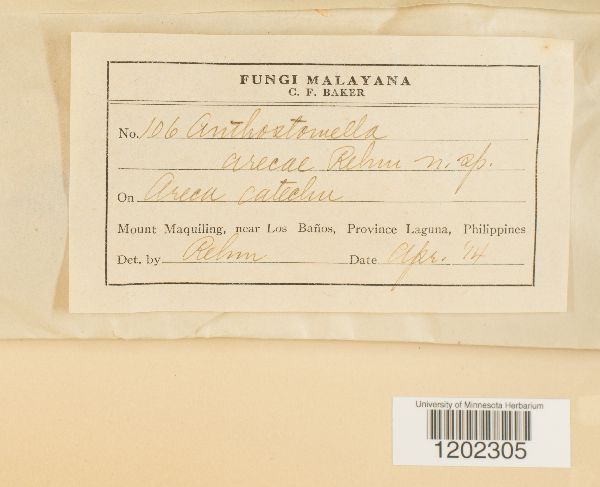 FUNGI MALAYANA
C. F. BAKER
No. 106 Anthostomella
arecae Rehm n. sp.
On Areca catechu
Mount Maquiling, near Los Baños, Province Laguna, Philippines
Det. by Rehm Date Apr. '14
University of Minnesota Herbarium
1202305